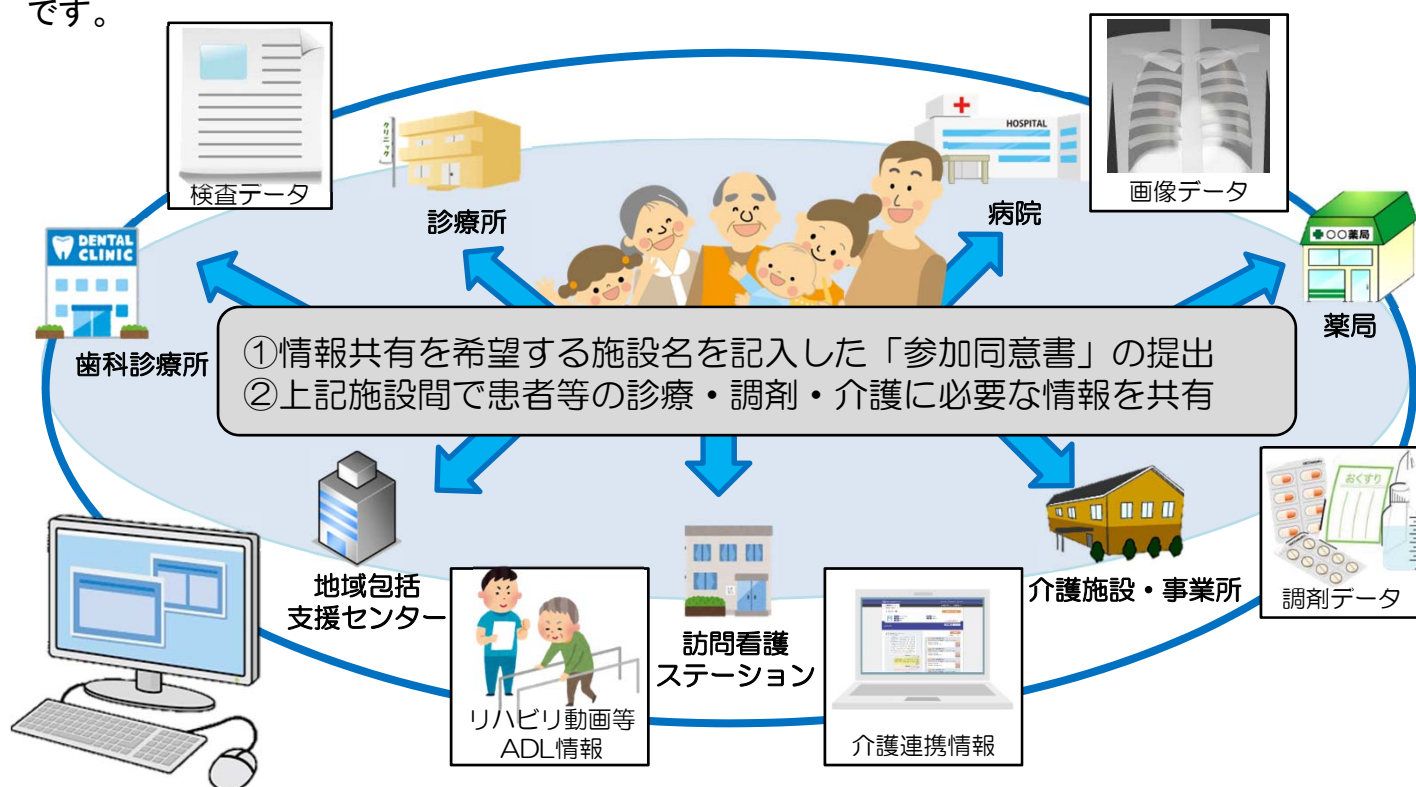 です。
検査データ
クリニック
診療所
HOSPITAL
病院
画像データ
DENTAL
CLINIC
歯科診療所
○○薬局
薬局
①情報共有を希望する施設名を記入した「参加同意書」の提出
②上記施設間で患者等の診療・調剤・介護に必要な情報を共有
地域包括
支援センター
リハビリ動画等
ADL情報
訪問看護
ステーション
介護連携情報
介護施設・事業所
おくすり
調剤データ